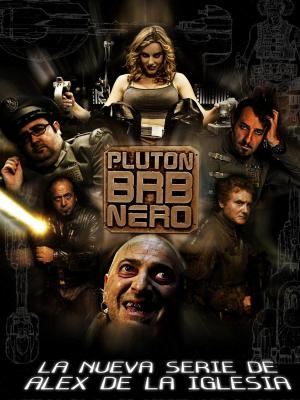 PLUTON
BRB
NERO
LA NUEVA SERIE DE
ALEX DE LA IGLESIA